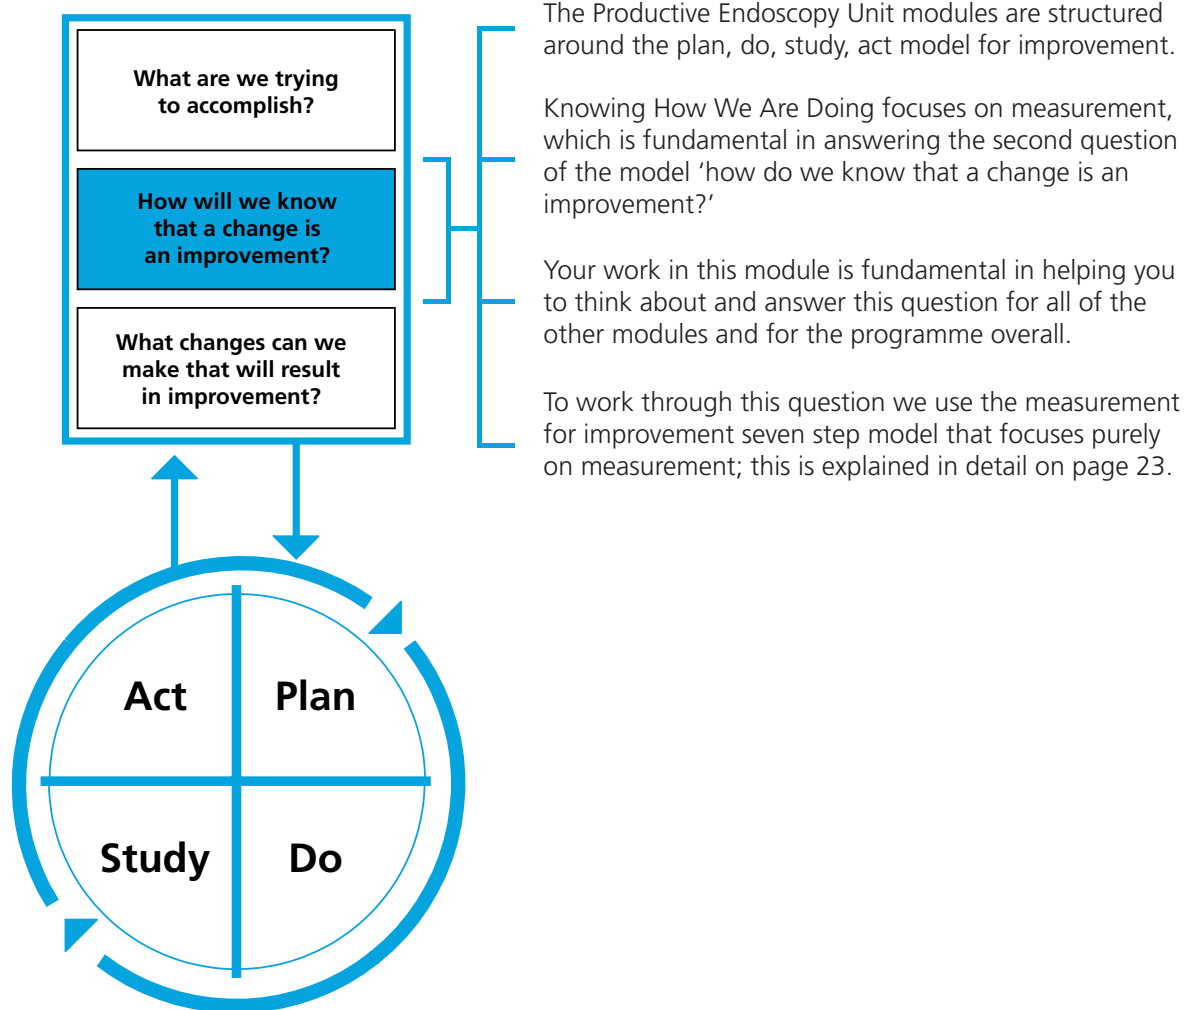 What are we trying
to accomplish?
How will we know
that a change is
an improvement?
What changes can we
make that will result
in improvement?
The Productive Endoscopy Unit modules are structured
around the plan, do, study, act model for improvement.
Knowing How We Are Doing focuses on measurement,
which is fundamental in answering the second question
of the model ‘how do we know that a change is an
improvement?’
Your work in this module is fundamental in helping you
to think about and answer this question for all of the
other modules and for the programme overall.
To work through this question we use the measurement
for improvement seven step model that focuses purely
on measurement; this is explained in detail on page 23.
Act
Plan
Study
Do